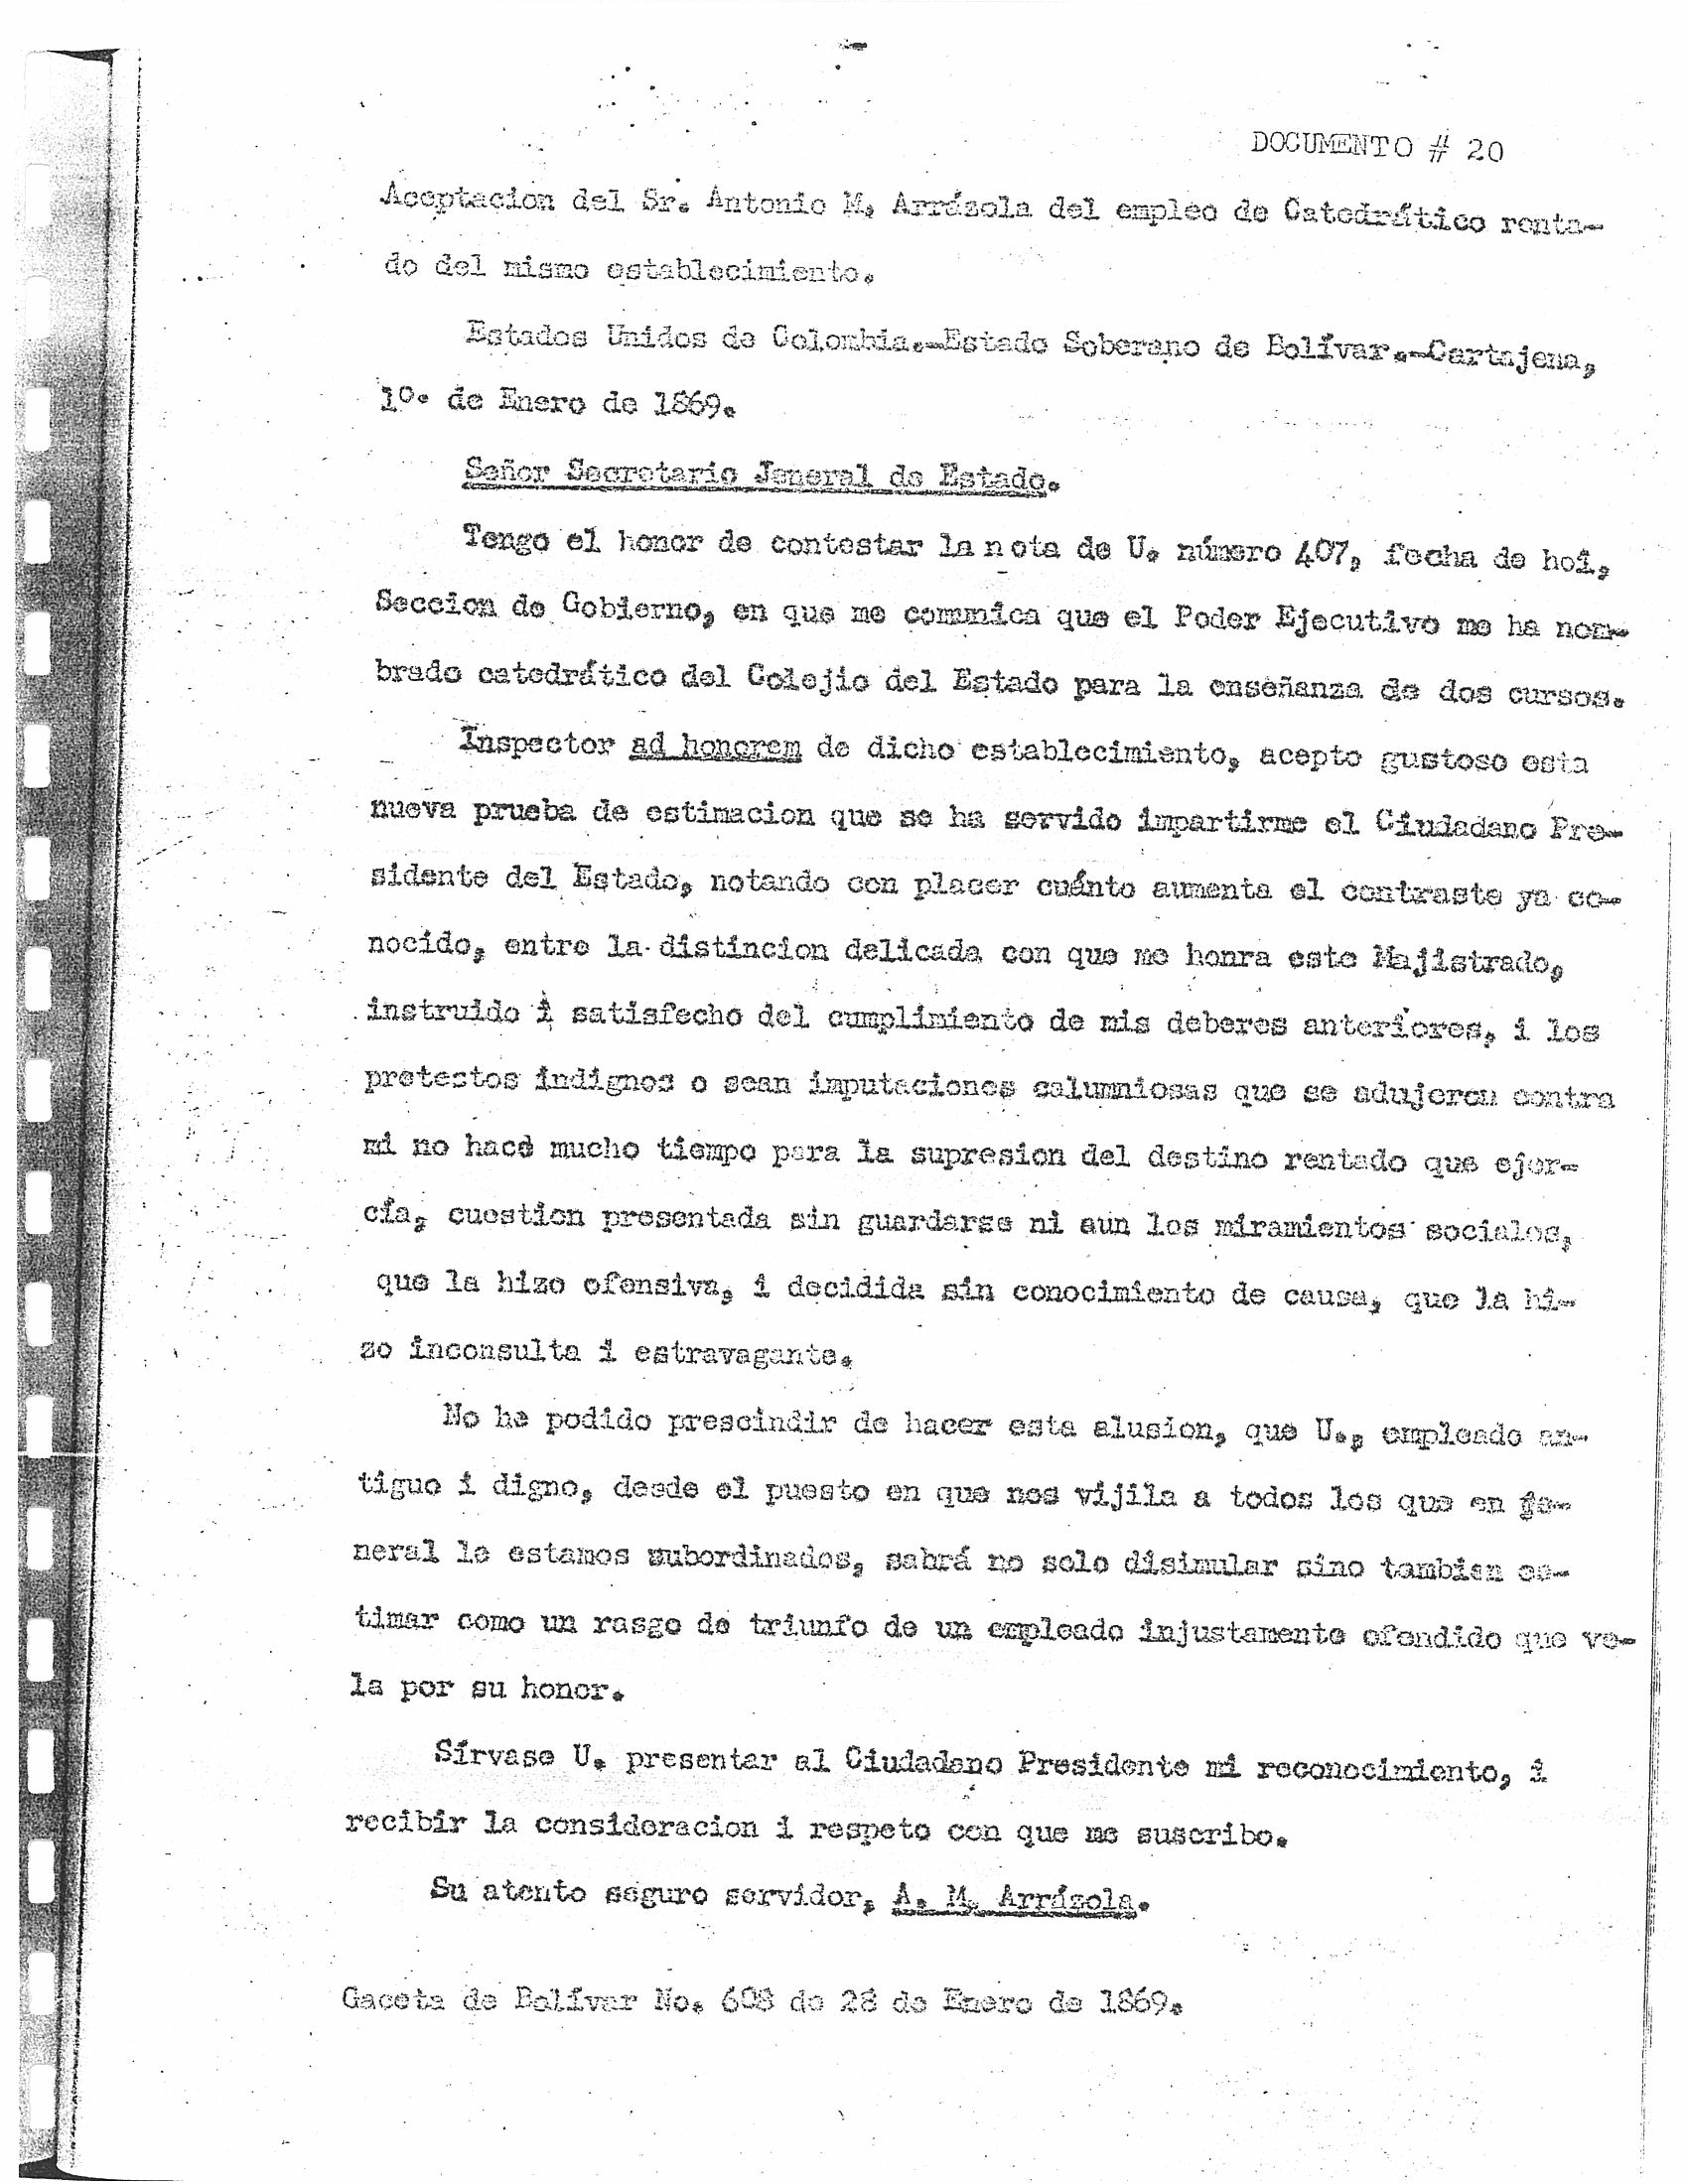 DOCUMENTO # 20
Aceptacion del Sr. Antonio M. Arrázola del empleo de Catedrático renta-
do del mismo establecimiento.
Estados Unidos de Colombia.-Estado Soberano de Bolívar.-Cartajena,
1º. de Enero de 1869.
Señor Secretario Jeneral de Estado.
Tengo el honor de contestar la n ota de U. número 407, fecha de hoi,
Seccion de Gobierno, en que me comunica que el Poder Ejecutivo me ha nom-
brado catedrático del Colejio del Estado para la enseñanza de dos cursos.
Inspector ad honorem de dicho establecimiento, acepto gustoso esta
nueva prueba de estimacion que se ha servido impartirme el Ciudadano Pre-
sidente del Estado, notando con placer cuánto aumenta el contraste ya co-
nocido, entre la distincion delicada con que me honra este Majistrado,
instruido i satisfecho del cumplimiento de mis deberes anteriores, i los
pretestos indignos o sean imputaciones calumniosas que se adujeron contra
mi no hace mucho tiempo para la supresion del destino rentado que ejer-
cía, cuestion presentada sin guardarse ni aun los miramientos sociales,
que la hizo ofensiva, i decidida sin conocimiento de causa, que la hi-
zo inconsulta i estravagante.
No he podido prescindir de hacer esta alusion, que U., empleado an-
tiguo i digno, desde el puesto en que nos vijila a todos los que en ge-
neral le estamos subordinados, sabrá no solo disimular sino tambien es-
timar como un rasgo de triunfo de un empleado injustamente ofendido que ve-
la por su honor.
Sírvase U. presentar al Ciudadano Presidente mi reconocimiento, i
recibir la consideracion i respeto con que me suscribo.
Su atento seguro servidor, A. M. Arrázola.
Gaceta de Bolívar No. 608 de 28 de Enero de 1869.